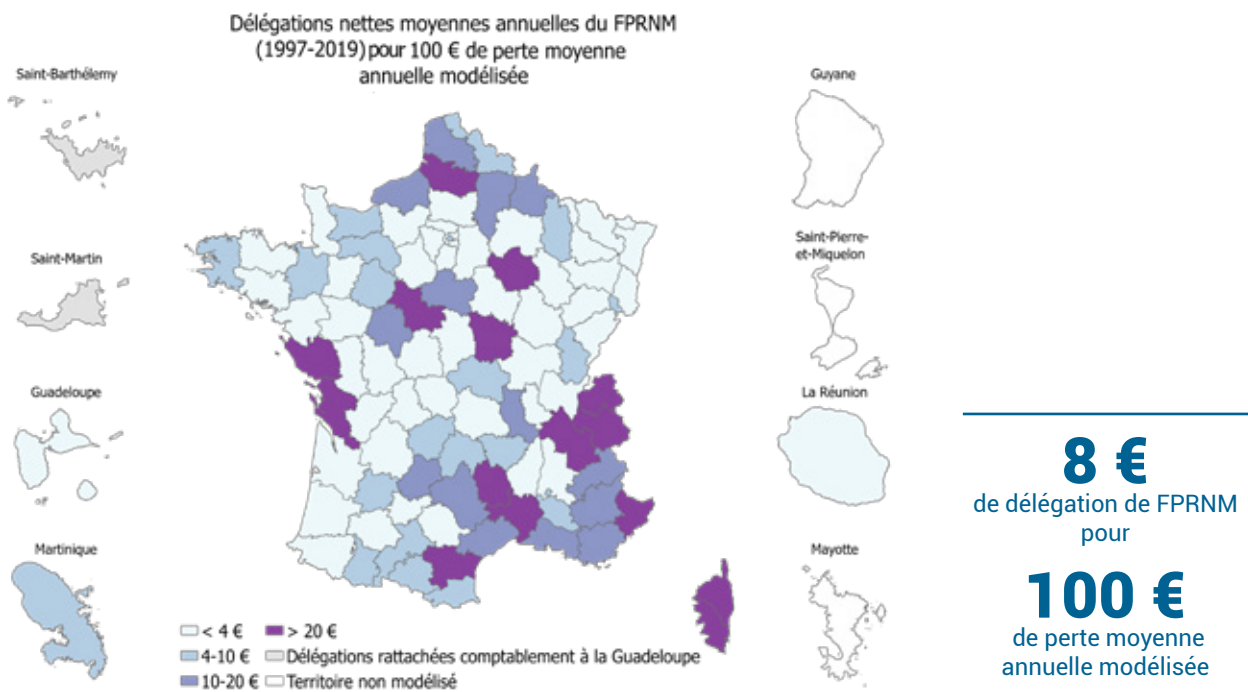 Délégations nettes moyennes annuelles du FPRNM
(1997-2019) pour 100 € de perte moyenne
annuelle modélisée
Saint-Barthélemy
Guyane
Saint-Martin
Saint-Pierre-
et-Miquelon
Guadeloupe
La Réunion
Martinique
Mayotte
< 4 €
> 20 €
4-10 €
Délégations rattachées comptablement à la Guadeloupe
10-20 €
Territoire non modélisé
8 €
de délégation de FPRNM
pour
100 €
de perte moyenne
annuelle modélisée